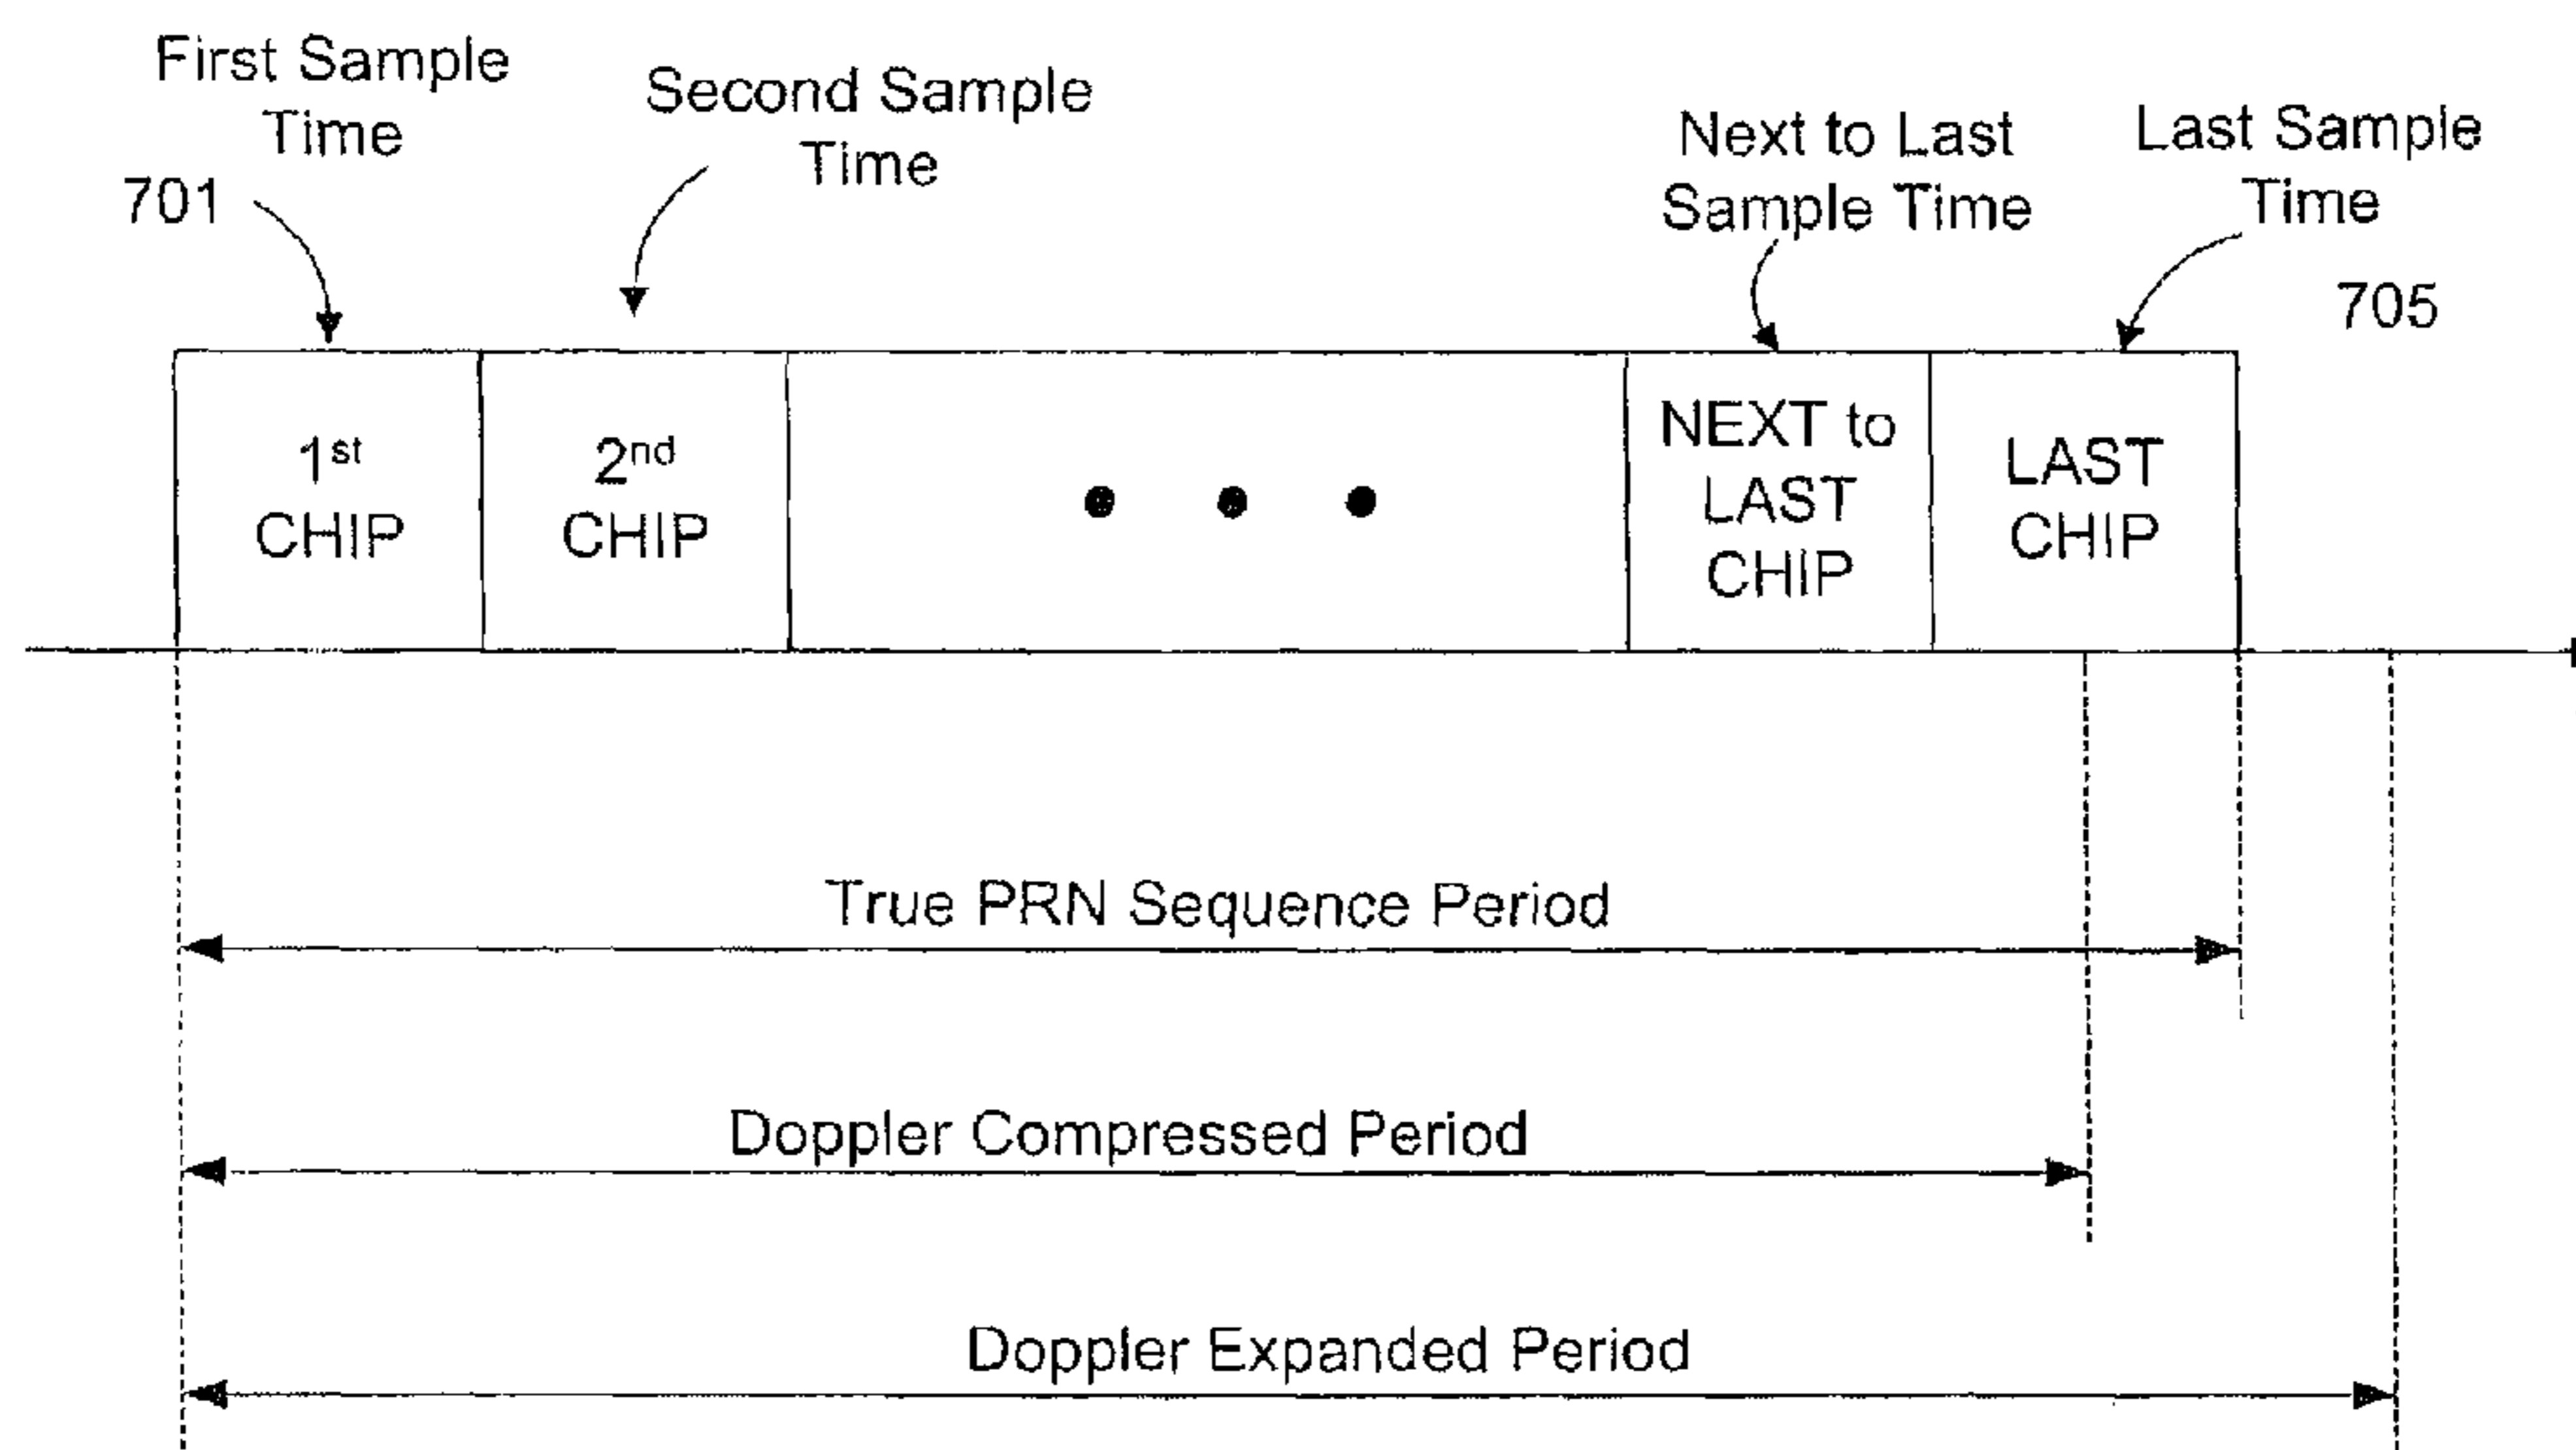 First Sample
Time
701
Second Sample
Time
Next to Last
Sample Time
Last Sample
Time
705
1st
CHIP
2nd
CHIP
NEXT to
LAST
CHIP
LAST
CHIP
True PRN Sequence Period
Doppler Compressed Period
Doppler Expanded Period